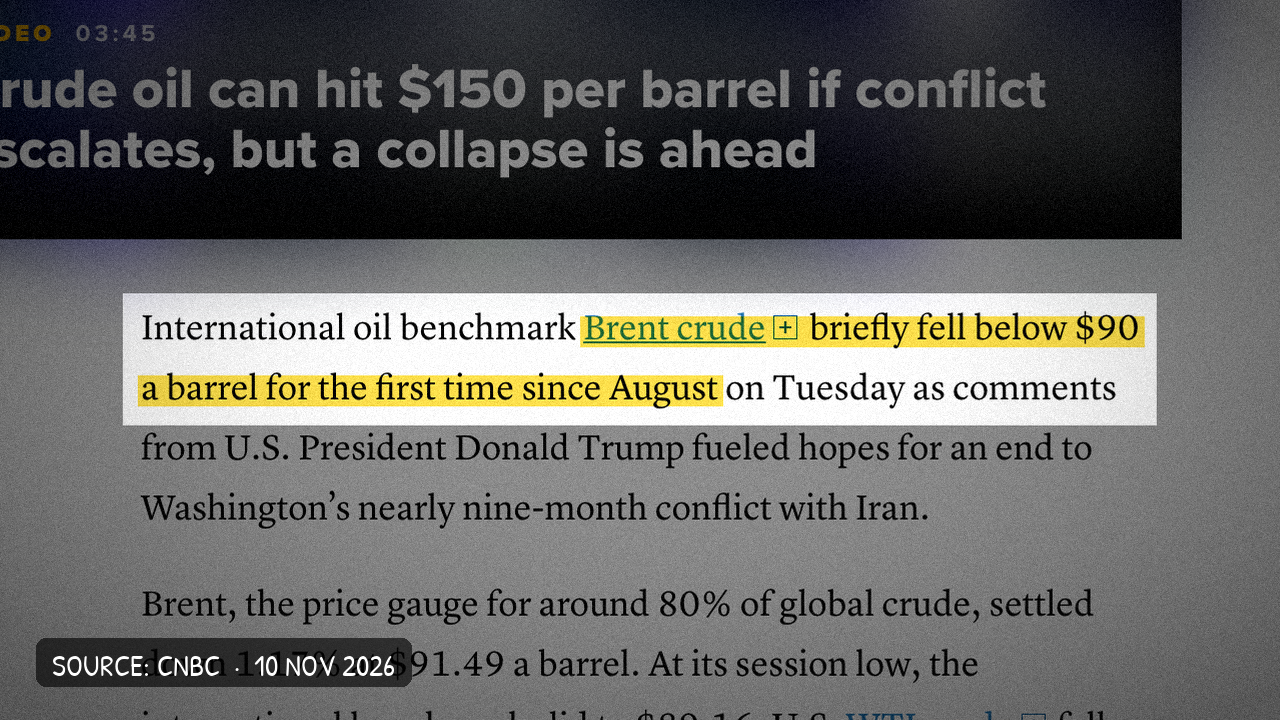 DEO 03:45
rude oil can hit $150 per barrel if conflict
scalates, but a collapse is ahead
International oil benchmark Brent crude briefly fell below $90
a barrel for the first time since August on Tuesday as comments
from U.S. President Donald Trump fueled hopes for an end to
Washington’s nearly nine-month conflict with Iran.
Brent, the price gauge for around 80% of global crude, settled
$91.49 a barrel. At its session low, the
SOURCE: CNBC · 10 NOV 2026